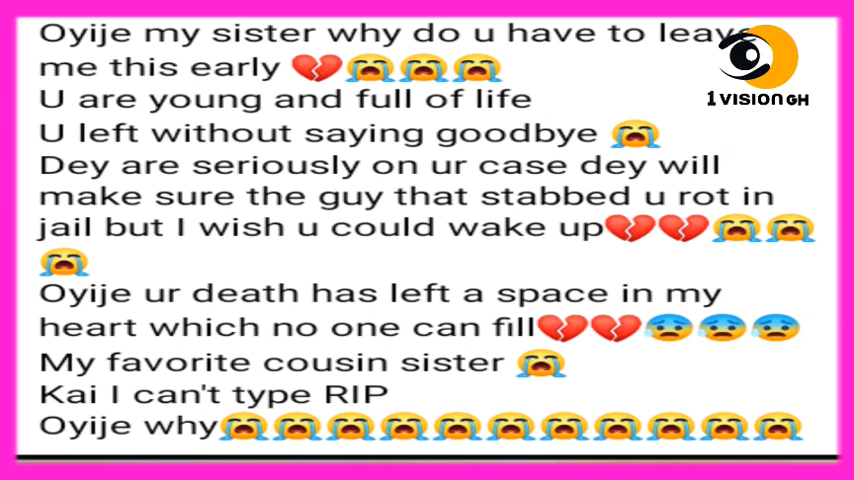 Oyije my sister why do u have to leave
me this early 💔😭😭😭
U are young and full of life
U left without saying goodbye 😭
Dey are seriously on ur case dey will
make sure the guy that stabbed u rot in
jail but I wish u could wake up💔💔😭😭
😭
Oyije ur death has left a space in my
heart which no one can fill💔💔😰😰😰
My favorite cousin sister 😭
Kai I can't type RIP
Oyije why😭😭😭😭😭😭😭😭😭😭😭
1VISIONGH